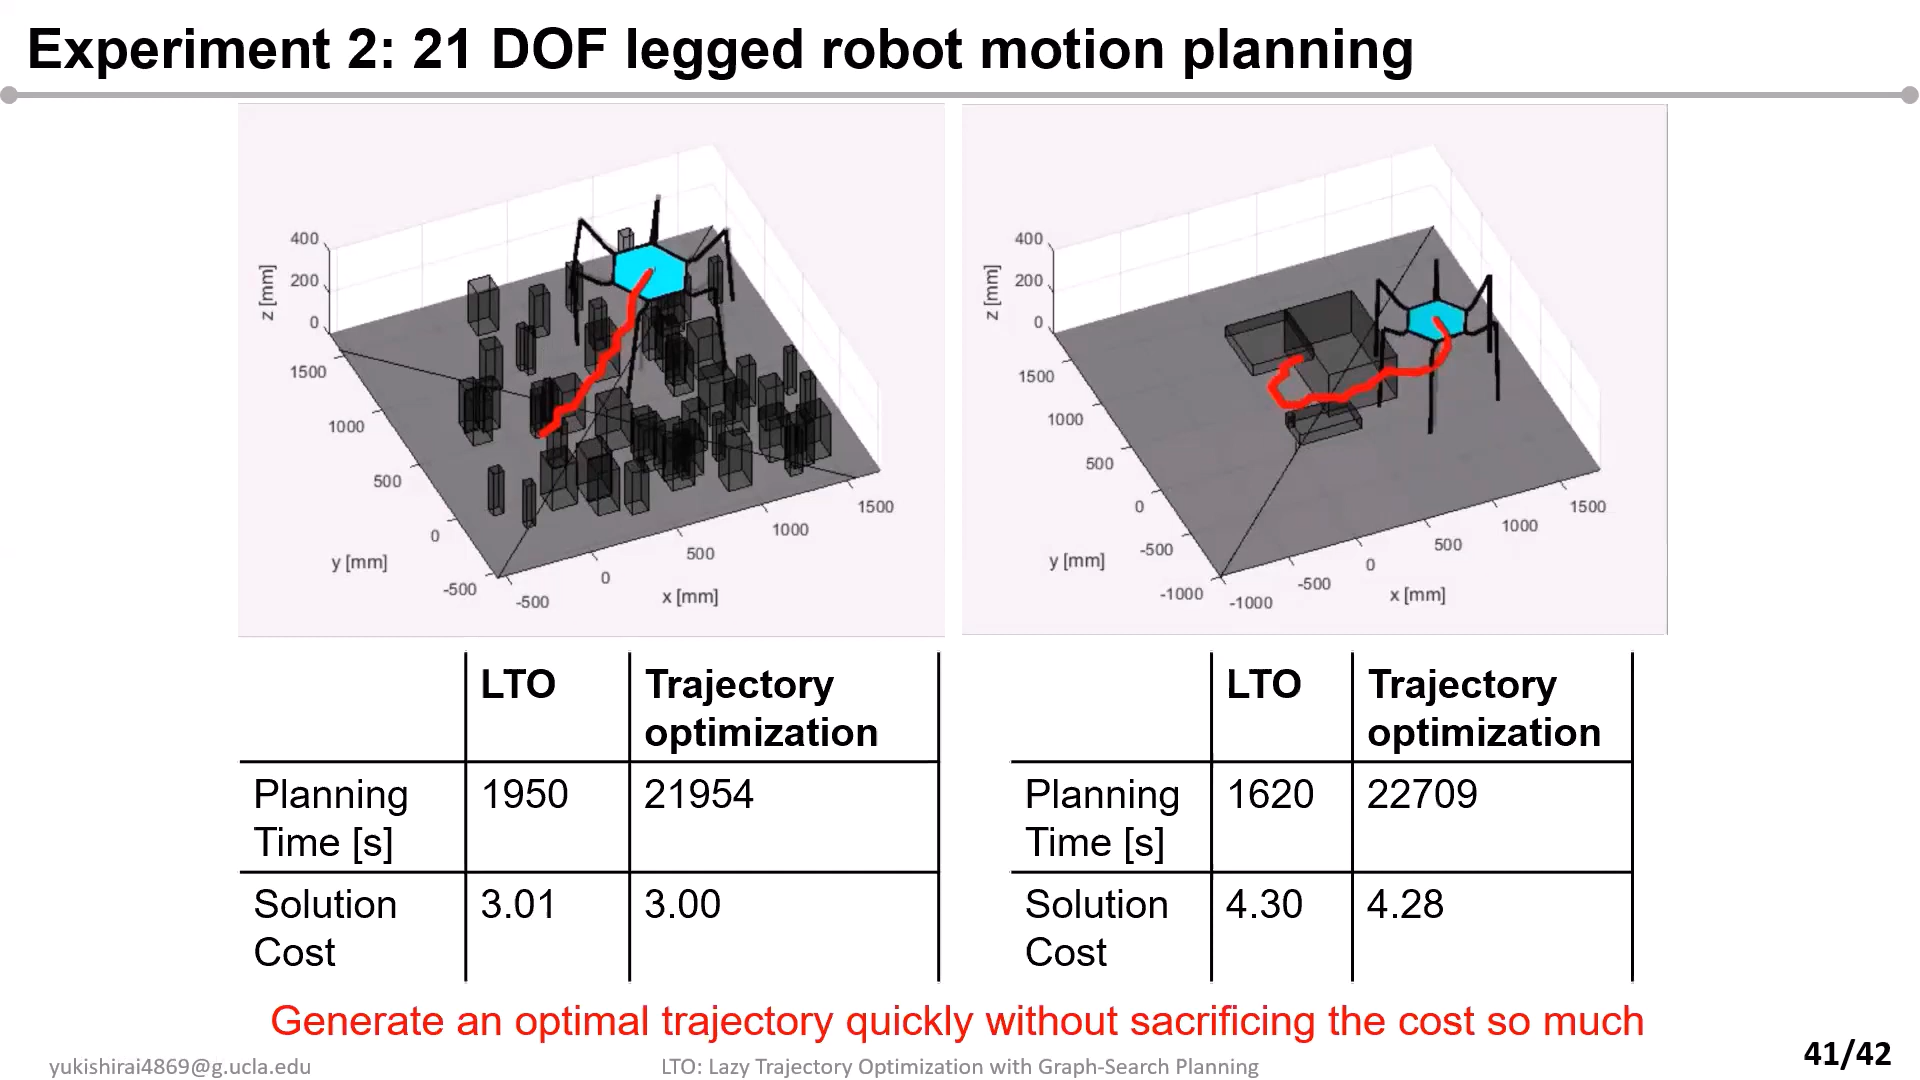 Experiment 2: 21 DOF legged robot motion planning
400
200
0
z [mm]
1500
1000
500
0
-500
y [mm]
-500
0
500
1000
1500
x [mm]
400
200
0
z [mm]
1500
1000
500
0
-500
-1000
y [mm]
-1000
-500
0
500
1000
1500
x [mm]
LTO
Trajectory
optimization
Planning
Time [s]
1950
21954
Solution
Cost
3.01
3.00
LTO
Trajectory
optimization
Planning
Time [s]
1620
22709
Solution
Cost
4.30
4.28
Generate an optimal trajectory quickly without sacrificing the cost so much
yukishirai4869@g.ucla.edu
LTO: Lazy Trajectory Optimization with Graph-Search Planning
41/42